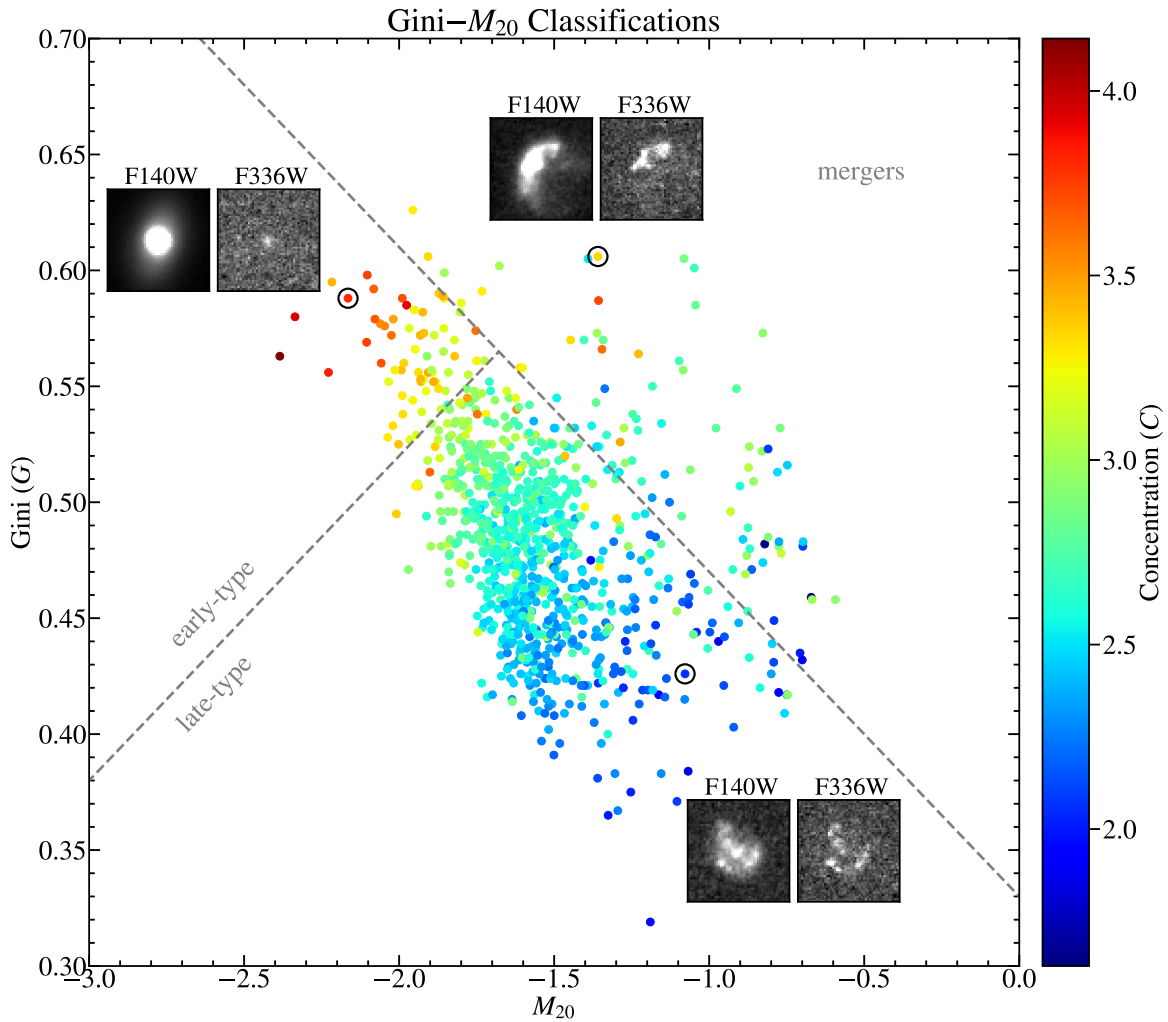 Gini−M20 Classifications
0.70
0.65
0.60
0.55
0.50
0.45
0.40
0.35
0.30
Gini (G)
F140W F336W
F140W F336W
mergers
early-type
late-type
F140W F336W
−3.0 −2.5 −2.0 −1.5 −1.0 −0.5 0.0
M20
4.0
3.5
3.0
2.5
2.0
Concentration (C)